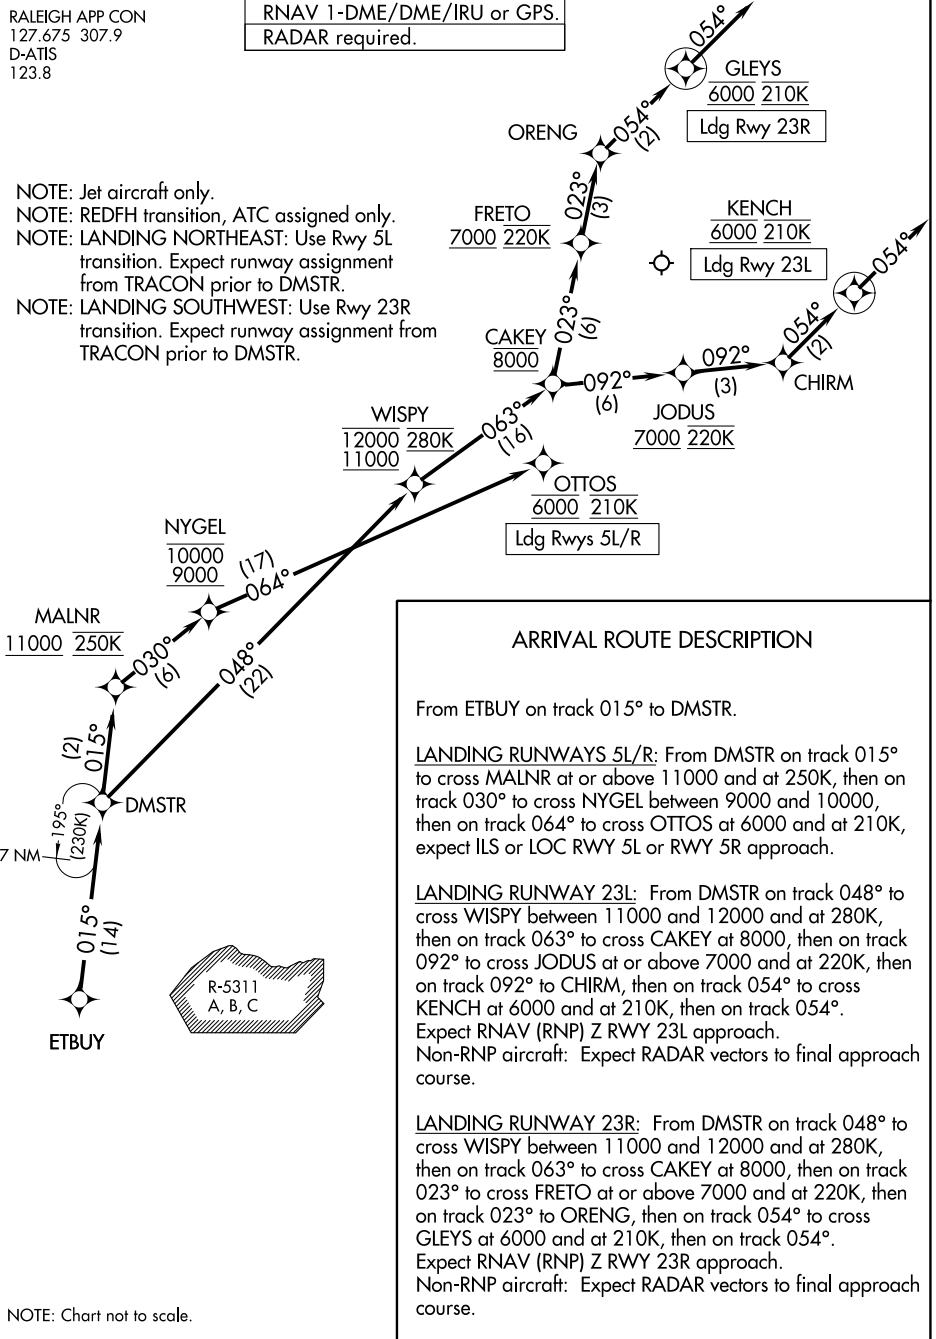 RALEIGH APP CON
127.675 307.9
D-ATIS
123.8
RNAV 1-DME/DME/IRU or GPS.
RADAR required.
NOTE: Jet aircraft only.
NOTE: REDFH transition, ATC assigned only.
NOTE: LANDING NORTHEAST: Use Rwy 5L
transition. Expect runway assignment
from TRACON prior to DMSTR.
NOTE: LANDING SOUTHWEST: Use Rwy 23R
transition. Expect runway assignment from
TRACON prior to DMSTR.
054°
GLEYS
6000 210K
Ldg Rwy 23R
054°
(2)
ORENG
023°
(3)
FRETO
7000 220K
KENCH
6000 210K
Ldg Rwy 23L
054°
023°
(6)
CAKEY
8000
054°
(2)
CHIRM
092°
(3)
092°
(6)
JODUS
7000 220K
WISPY
12000 280K
11000
063°
(16)
OTTOS
6000 210K
Ldg Rwys 5L/R
NYGEL
10000
9000
(17)
064°
MALNR
11000 250K
030°
(6)
048°
(22)
(2)
015°
DMSTR
195°
(230K)
7 NM
015°
(14)
ETBUY
R-5311
A, B, C
ARRIVAL ROUTE DESCRIPTION
From ETBUY on track 015° to DMSTR.
LANDING RUNWAYS 5L/R: From DMSTR on track 015°
to cross MALNR at or above 11000 and at 250K, then on
track 030° to cross NYGEL between 9000 and 10000,
then on track 064° to cross OTTOS at 6000 and at 210K,
expect ILS or LOC RWY 5L or RWY 5R approach.
LANDING RUNWAY 23L: From DMSTR on track 048° to
cross WISPY between 11000 and 12000 and at 280K,
then on track 063° to cross CAKEY at 8000, then on track
092° to cross JODUS at or above 7000 and at 220K, then
on track 092° to CHIRM, then on track 054° to cross
KENCH at 6000 and at 210K, then on track 054°.
Expect RNAV (RNP) Z RWY 23L approach.
Non-RNP aircraft: Expect RADAR vectors to final approach
course.
LANDING RUNWAY 23R: From DMSTR on track 048° to
cross WISPY between 11000 and 12000 and at 280K,
then on track 063° to cross CAKEY at 8000, then on track
023° to cross FRETO at or above 7000 and at 220K, then
on track 023° to ORENG, then on track 054° to cross
GLEYS at 6000 and at 210K, then on track 054°.
Expect RNAV (RNP) Z RWY 23R approach.
Non-RNP aircraft: Expect RADAR vectors to final approach
course.
NOTE: Chart not to scale.